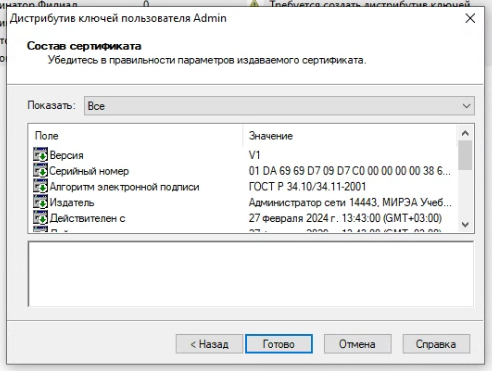 инатор Филиал 0 Требуется создать дистрибутив ключей
Дистрибутив ключей пользователя Admin
Состав сертификата
Убедитесь в правильности параметров издаваемого сертификата.
Показать: Все
Поле Значение
Версия V1
Серийный номер 01 DA 69 69 D7 09 D7 C0 00 00 00 00 38 6...
Алгоритм электронной подписи ГОСТ Р 34.10/34.11-2001
Издатель Администратор сети 14443, МИРЭА Учеб...
Действителен с 27 февраля 2024 г. 13:43:00 (GMT+03:00)
< Назад Готово Отмена Справка